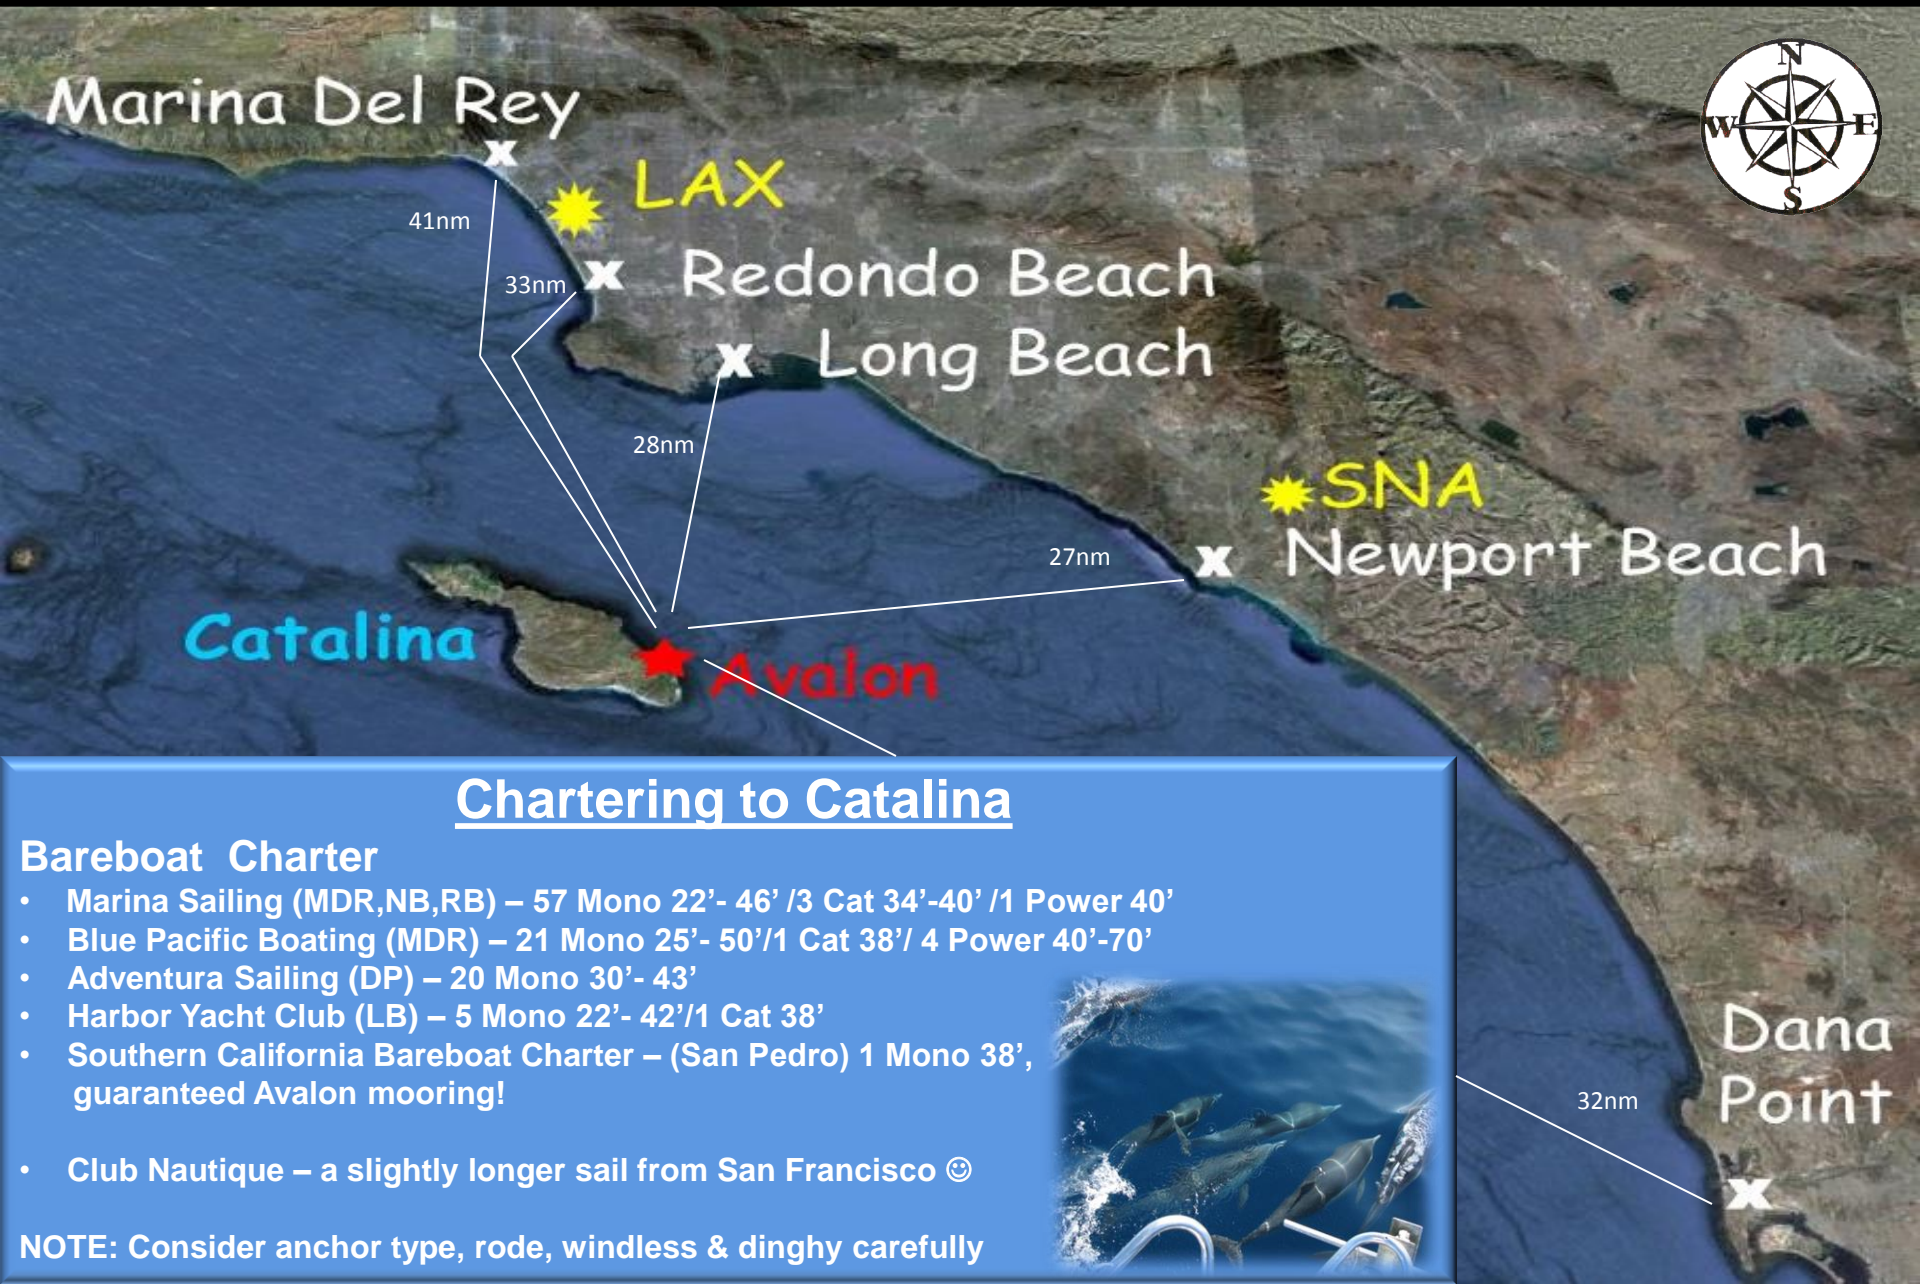 N
W
E
S
Marina Del Rey
LAX
41nm
Redondo Beach
33nm
Long Beach
28nm
SNA
Newport Beach
27nm
Catalina
Avalon
Chartering to Catalina
Bareboat Charter
• Marina Sailing (MDR,NB,RB) – 57 Mono 22’- 46’ /3 Cat 34’-40’ /1 Power 40’
• Blue Pacific Boating (MDR) – 21 Mono 25’- 50’/1 Cat 38’/ 4 Power 40’-70’
• Adventura Sailing (DP) – 20 Mono 30’- 43’
• Harbor Yacht Club (LB) – 5 Mono 22’- 42’/1 Cat 38’
• Southern California Bareboat Charter – (San Pedro) 1 Mono 38’,
guaranteed Avalon mooring!
• Club Nautique – a slightly longer sail from San Francisco ☺
NOTE: Consider anchor type, rode, windless & dinghy carefully
Dana
Point
32nm